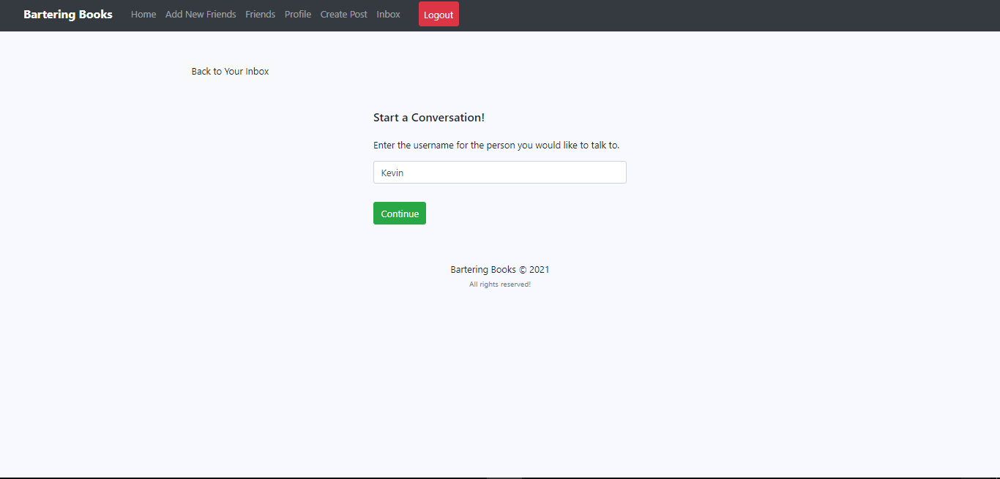 Bartering Books Home Add New Friends Friends Profile Create Post Inbox Logout
Back to Your Inbox
Start a Conversation!
Enter the username for the person you would like to talk to.
Kevin
Continue
Bartering Books © 2021
All rights reserved!